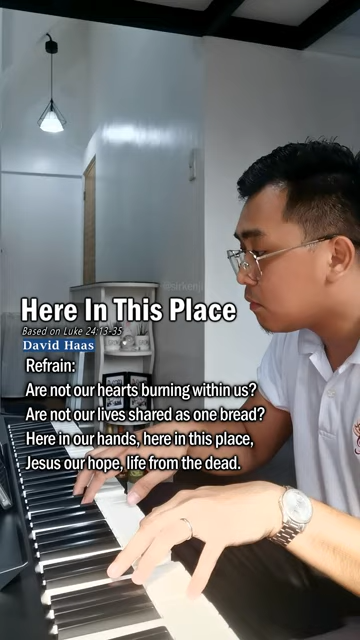 Here In This Place
Based on Luke 24:13-35
David Haas
Refrain:
Are not our hearts burning within us?
Are not our lives shared as one bread?
Here in our hands, here in this place,
Jesus our hope, life from the dead.